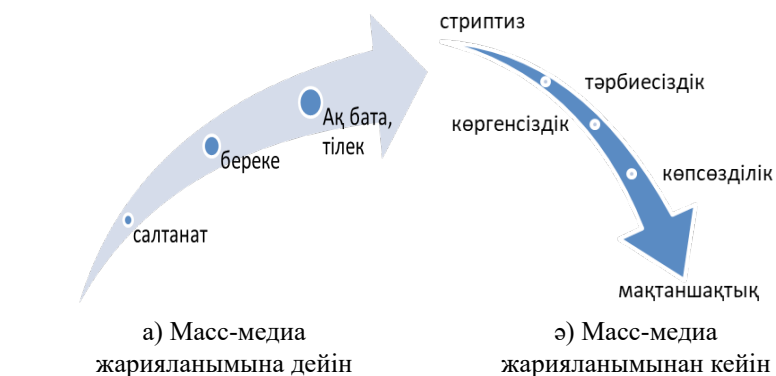 стриптиз
тәрбиесіздік
көргенсіздік
көпсөзділік
мақтаншақтық
Ақ бата,
тілек
береке
салтанат
а) Масс-медиа
жарияланымына дейін
ә) Масс-медиа
жарияланымынан кейін